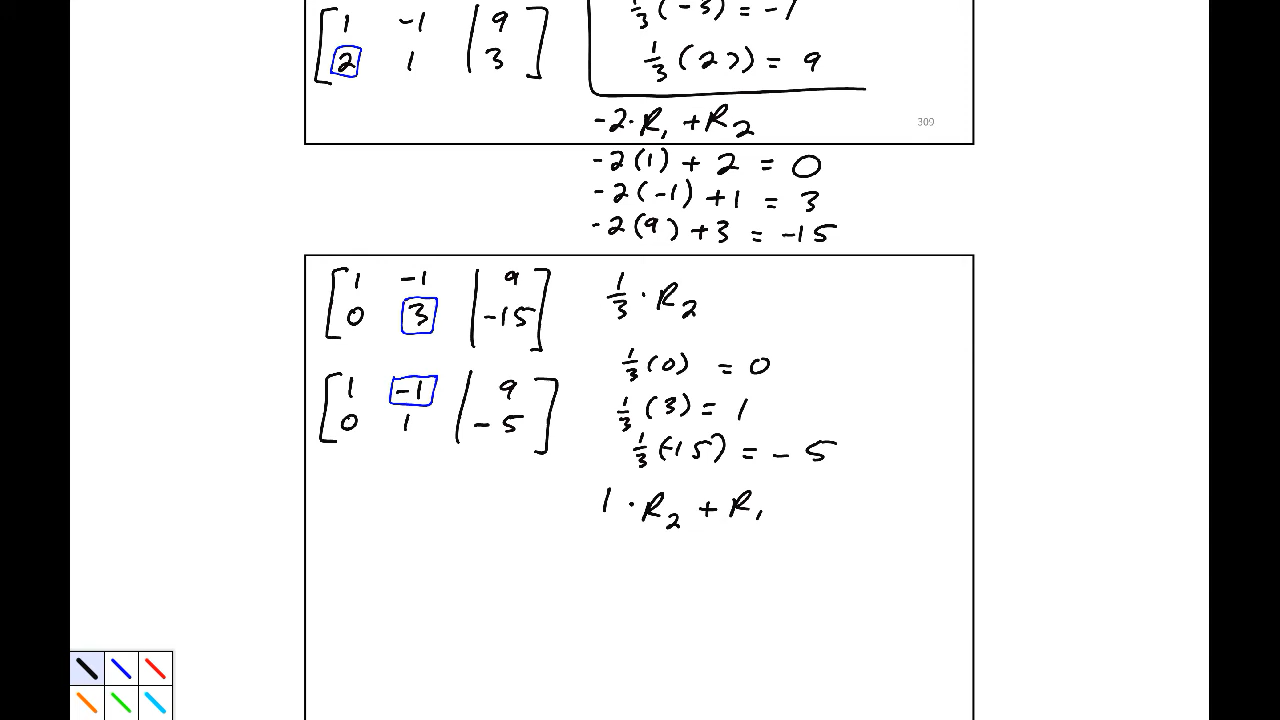 [ 1 -1 | 9 ]
[ 2 1 | 3 ]
1/3 (-3) = -1
1/3 (27) = 9
-2·R₁ + R₂
309
-2(1) + 2 = 0
-2(-1) + 1 = 3
-2(9) + 3 = -15
[ 1 -1 | 9 ]
[ 0 3 | -15 ]
1/3 · R₂
1/3 (0) = 0
1/3 (3) = 1
1/3 (-15) = -5
[ 1 -1 | 9 ]
[ 0 1 | -5 ]
1 · R₂ + R₁